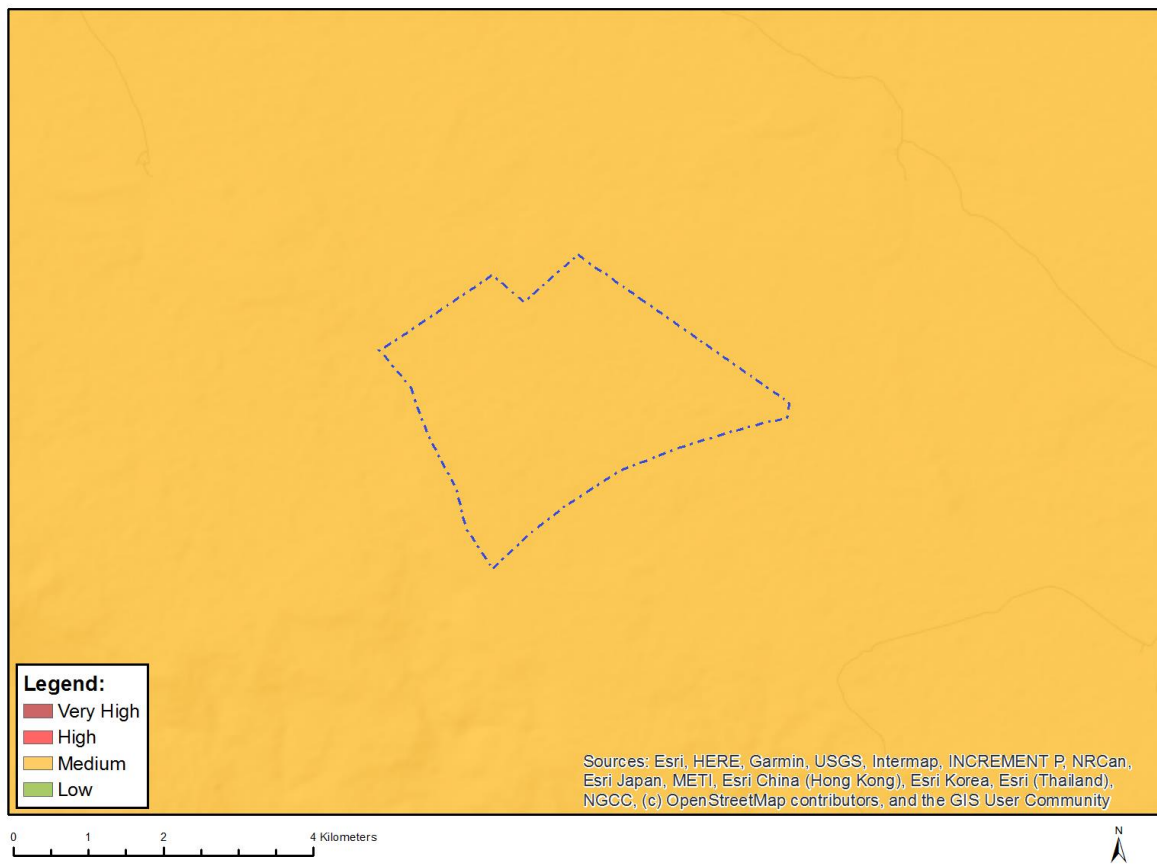 Legend:
Very High
High
Medium
Low
Sources: Esri, HERE, Garmin, USGS, Intermap, INCREMENT P, NRCan,
Esri Japan, METI, Esri China (Hong Kong), Esri Korea, Esri (Thailand),
NGCC, (c) OpenStreetMap contributors, and the GIS User Community
0 1 2 4 Kilometers
N